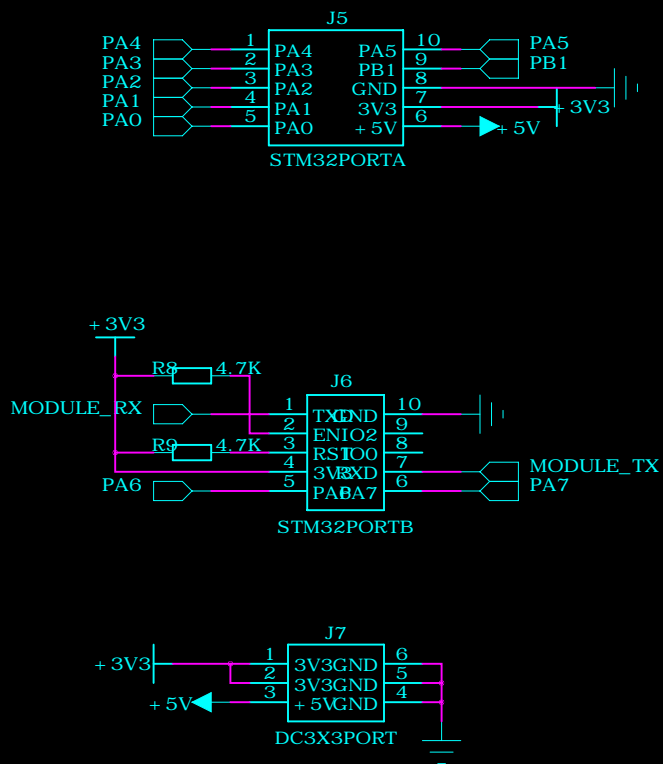 J5
PA4 1 PA4 PA5 10 PA5
PA3 2 PA3 PB1 9 PB1
PA2 3 PA2 GND 8
PA1 4 PA1 3V3 7 +3V3
PA0 5 PA0 +5V 6 +5V
STM32PORTA
+3V3
R8 4.7K
J6
MODULE_RX 1 TXD GND 10
2 EN IO2 9
R9 4.7K 3 RST IO0 8
4 3V3 RXD 7 MODULE_TX
PA6 5 PA6 PA7 6 PA7
STM32PORTB
J7
+3V3 1 3V3 GND 6
2 3V3 GND 5
+5V 3 +5V GND 4
DC3X3PORT